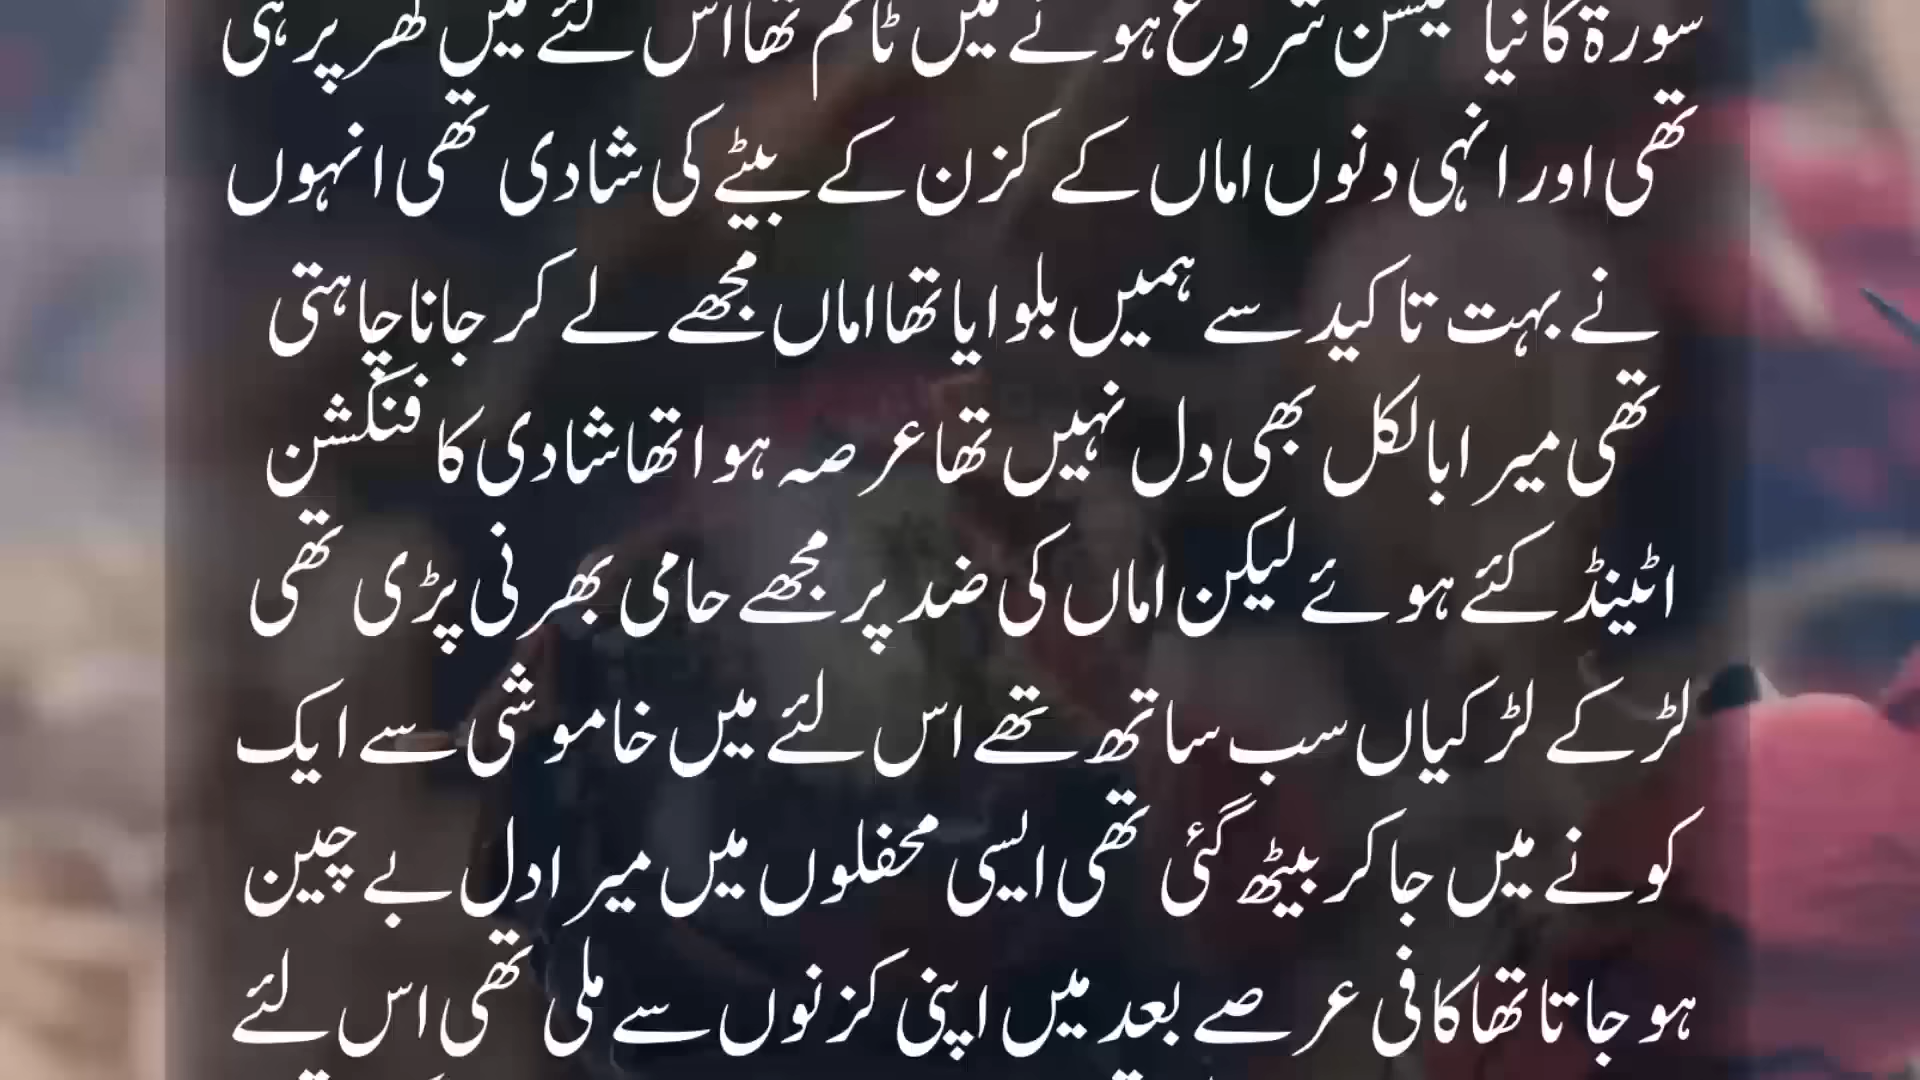 سورۃ کا نیا سیشن شروع ہونے میں ٹائم تھا اس لئے میں گھر پر ہی
تھی اور انہی دنوں اماں کے کزن کے بیٹے کی شادی تھی انہوں
نے بہت تاکید سے ہمیں بلوایا تھا اماں مجھے لے کر جانا چاہتی
تھی میرا بالکل بھی دل نہیں تھا عرصہ ہوا تھا شادی کا فنکشن
اٹینڈ کئے ہوئے لیکن اماں کی ضد پر مجھے حامی بھرنی پڑی تھی
لڑکے لڑکیاں سب ساتھ تھے اس لئے میں خاموشی سے ایک
کونے میں جا کر بیٹھ گئی تھی ایسی محفلوں میں میرا دل بے چین
ہو جاتا تھا کافی عرصے بعد میں اپنی کزنوں سے ملی تھی اس لئے